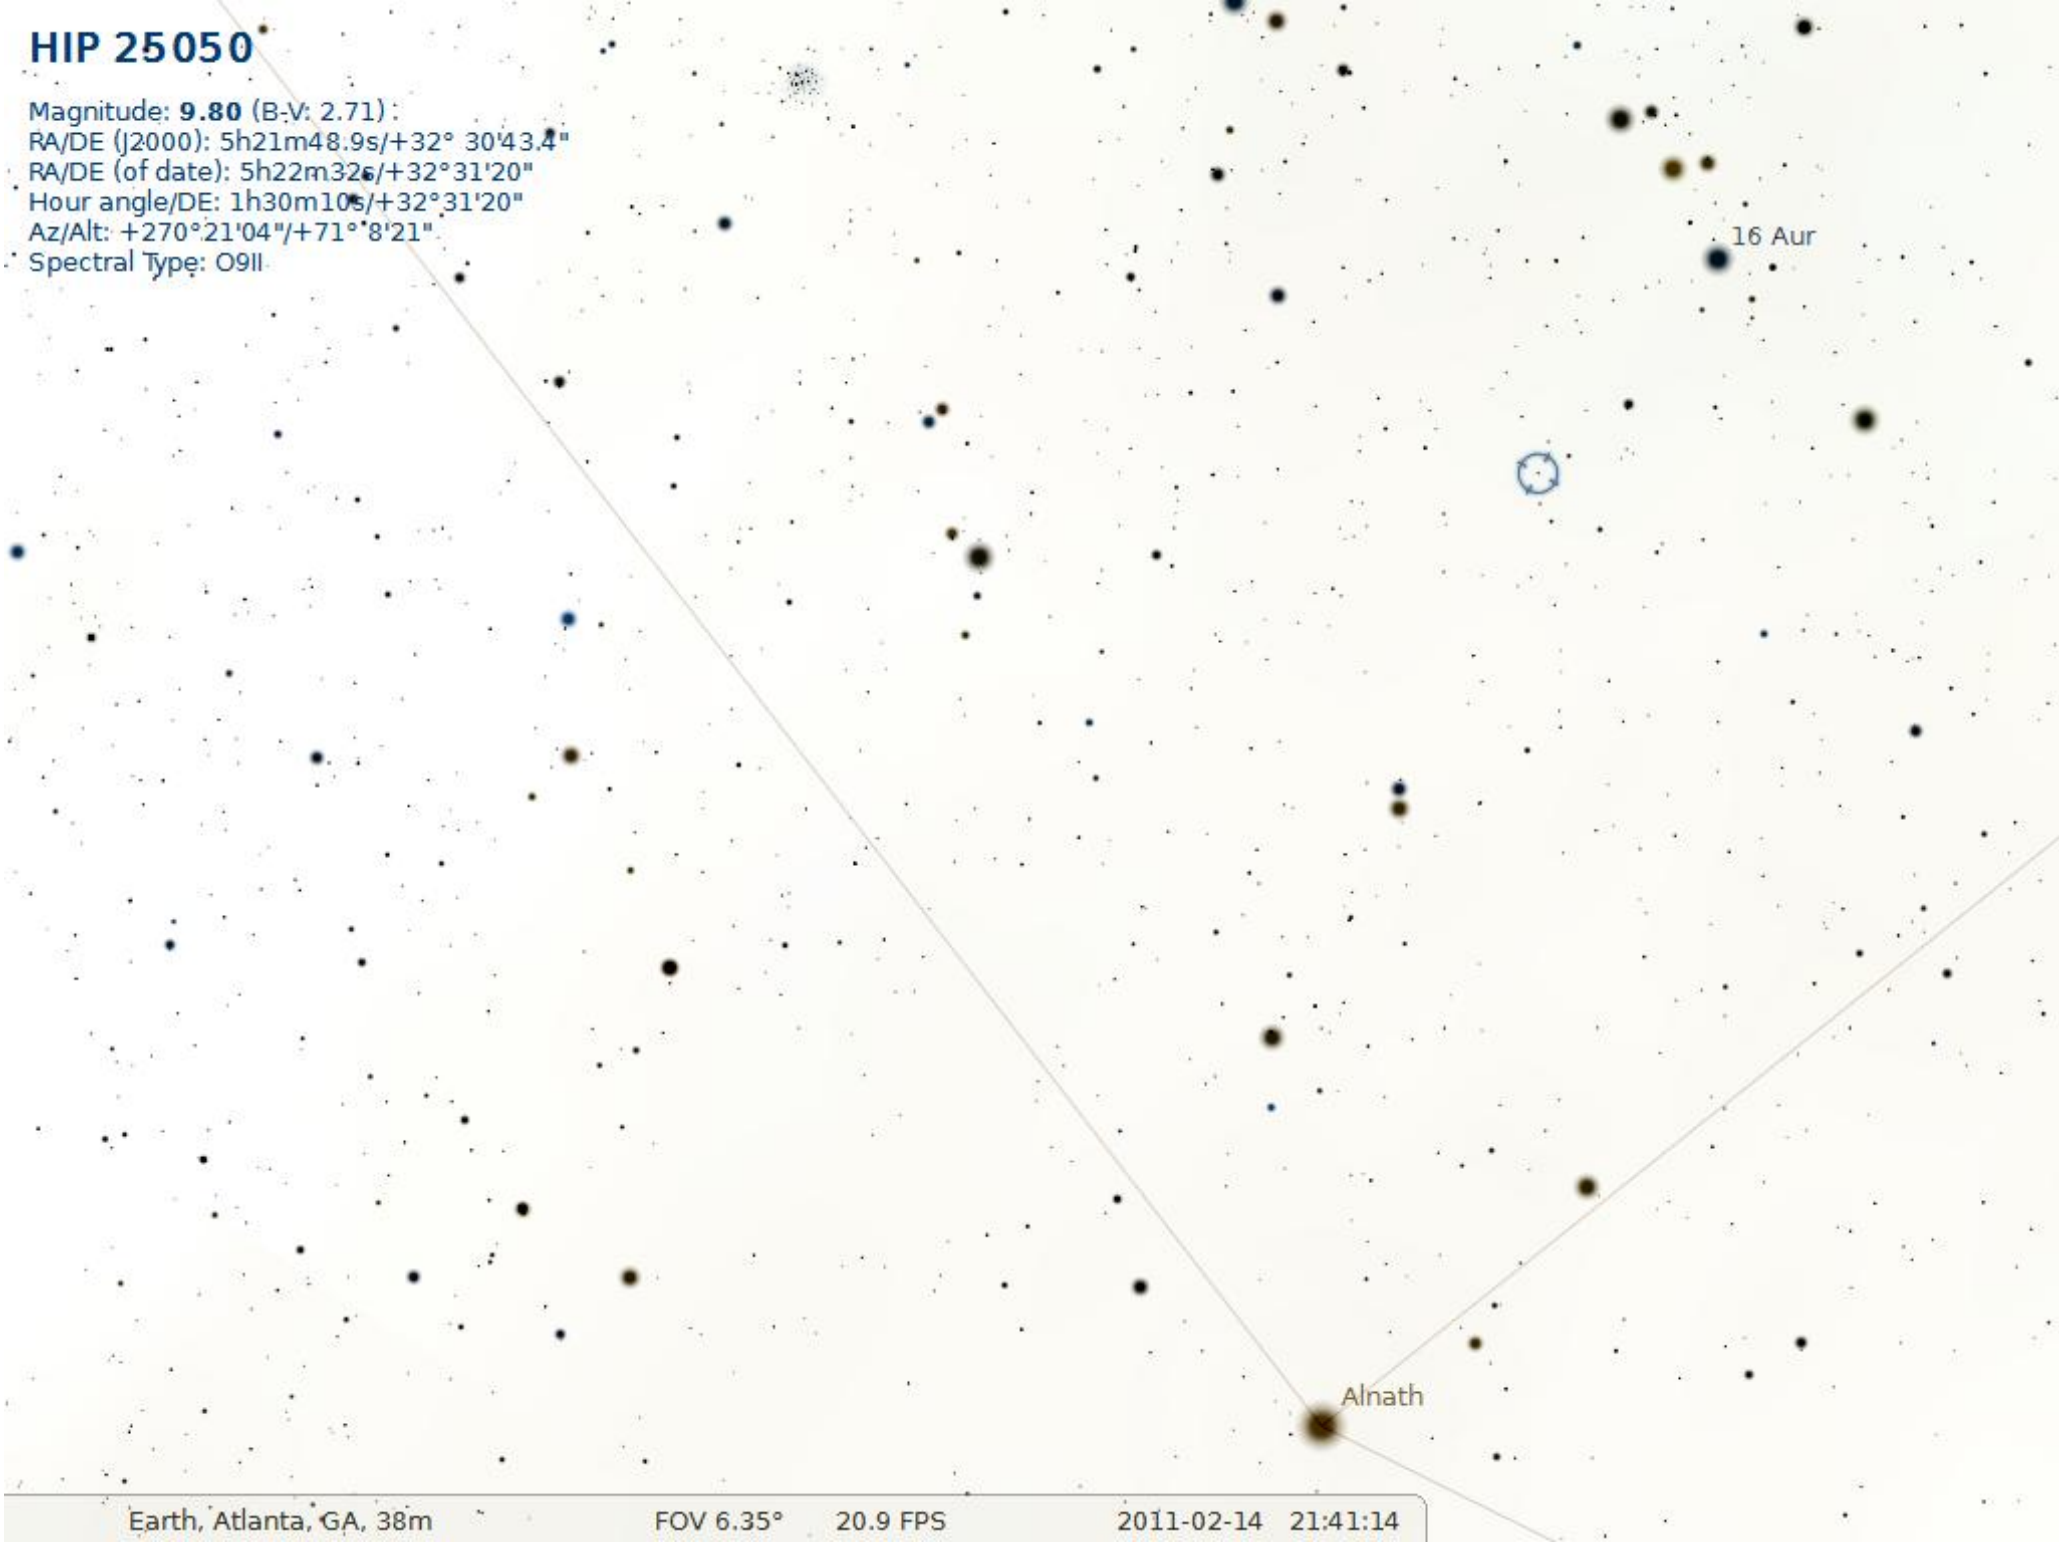 HIP 25050
Magnitude: 9.80 (B-V: 2.71)
RA/DE (J2000): 5h21m48.9s/+32° 30'43.4"
RA/DE (of date): 5h22m32s/+32°31'20"
Hour angle/DE: 1h30m10s/+32°31'20"
Az/Alt: +270°21'04"/+71°8'21"
Spectral Type: O9II
16 Aur
Alnath
Earth, Atlanta, GA, 38m FOV 6.35° 20.9 FPS 2011-02-14 21:41:14